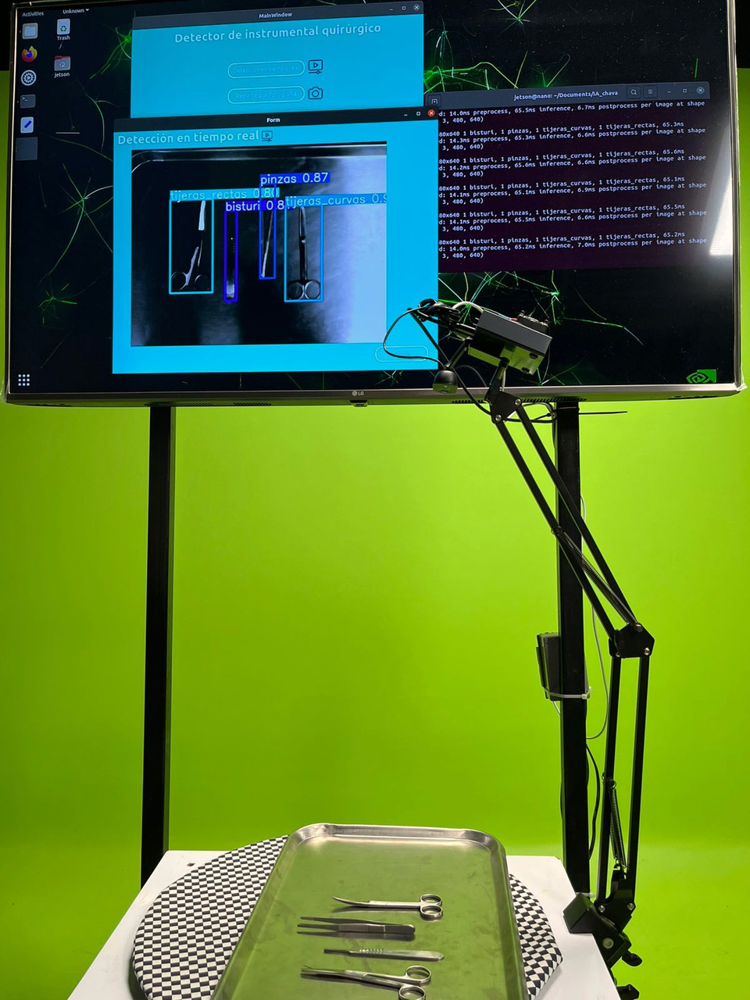 Activities
Unknown
Trash
jetson
MainWindow
Detector de instrumental quirúrgico
Detección en tiempo real
Form
Detección en tiempo real
pinzas 0.87
tijeras_rectas 0.80
bisturi 0.8
tijeras_curvas 0.9
jetson@nano: ~/Documents/IA_chava
ed: 14.0ms preprocess, 65.5ms inference, 6.7ms postprocess per image at shape
3, 480, 640)
80x640 1 bisturi, 1 pinzas, 1 tijeras_curvas, 1 tijeras_rectas, 65.3ms
d: 14.3ms preprocess, 65.3ms inference, 6.6ms postprocess per image at shape
3, 480, 640)
80x640 1 bisturi, 1 pinzas, 1 tijeras_curvas, 1 tijeras_rectas, 65.6ms
d: 14.2ms preprocess, 65.6ms inference, 6.6ms postprocess per image at shape
3, 480, 640)
80x640 1 bisturi, 1 pinzas, 1 tijeras_curvas, 1 tijeras_rectas, 65.1ms
d: 14.1ms preprocess, 65.1ms inference, 6.9ms postprocess per image at shape
3, 480, 640)
80x640 1 bisturi, 1 pinzas, 1 tijeras_curvas, 1 tijeras_rectas, 65.5ms
d: 14.1ms preprocess, 65.5ms inference, 6.6ms postprocess per image at shape
3, 480, 640)
80x640 1 bisturi, 1 pinzas, 1 tijeras_curvas, 1 tijeras_rectas, 65.2ms
d: 14.0ms preprocess, 65.2ms inference, 7.0ms postprocess per image at shape
3, 480, 640)
LG